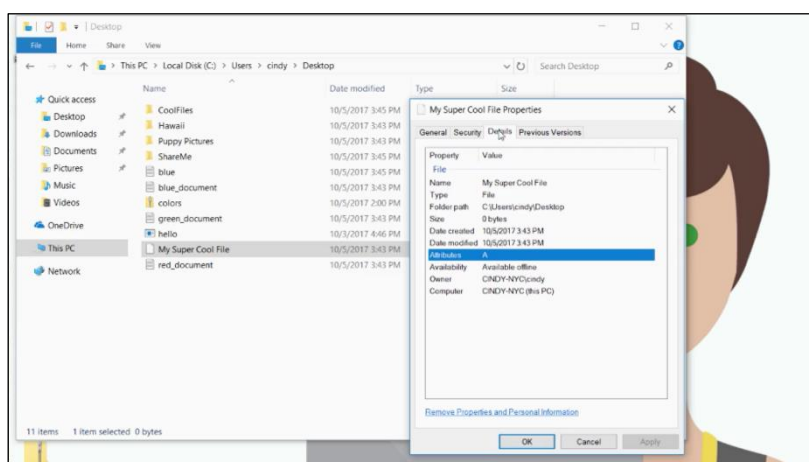 Desktop
File Home Share View
This PC > Local Disk (C:) > Users > cindy > Desktop
Search Desktop
Quick access
Desktop
Downloads
Documents
Pictures
Music
Videos
OneDrive
This PC
Network
Name Date modified Type Size
CoolFiles 10/5/2017 3:45 PM
Hawaii 10/5/2017 3:43 PM
Puppy Pictures 10/5/2017 3:43 PM
ShareMe 10/5/2017 3:45 PM
blue 10/5/2017 3:45 PM
blue_document 10/5/2017 3:43 PM
colors 10/5/2017 2:00 PM
green_document 10/5/2017 3:43 PM
hello 10/3/2017 4:46 PM
My Super Cool File 10/5/2017 3:43 PM
red_document 10/5/2017 3:43 PM
11 items 1 item selected 0 bytes
My Super Cool File Properties
General Security Details Previous Versions
Property Value
File
Name My Super Cool File
Type File
Folder path C:\Users\cindy\Desktop
Size 0 bytes
Date created 10/5/2017 3:43 PM
Date modified 10/5/2017 3:43 PM
Attributes A
Availability Available offline
Owner CINDY-NYC\cindy
Computer CINDY-NYC (this PC)
Remove Properties and Personal Information
OK Cancel Apply